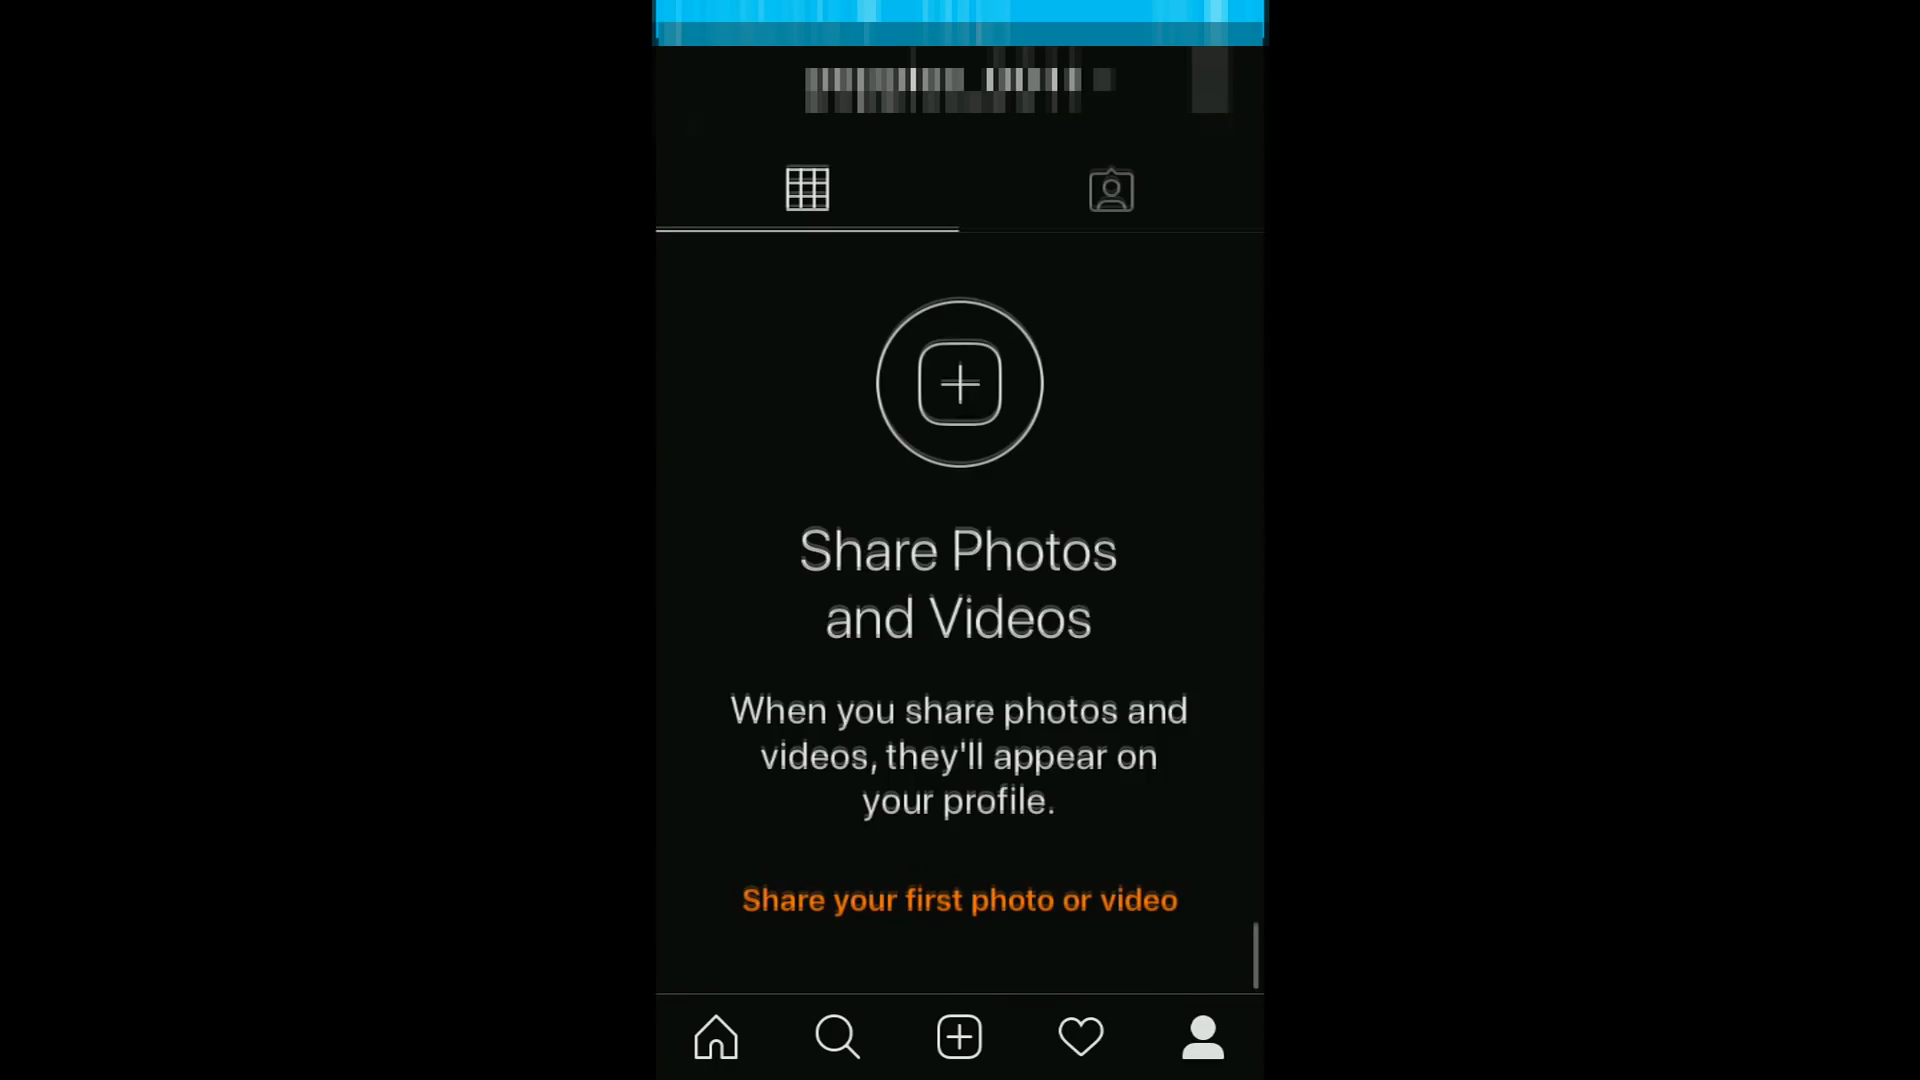 Share Photos
and Videos
When you share photos and
videos, they'll appear on
your profile.
Share your first photo or video